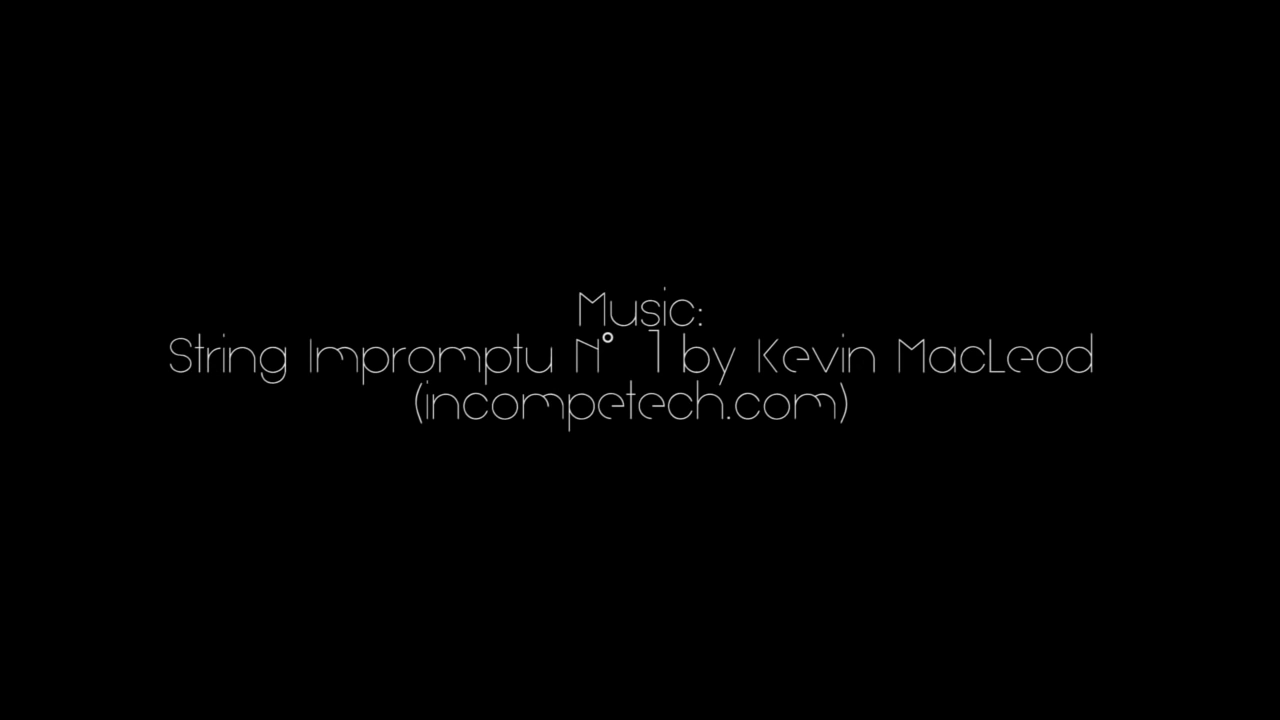 Music:
String Impromptu N° 1 by Kevin MacLeod
(incompetech.com)